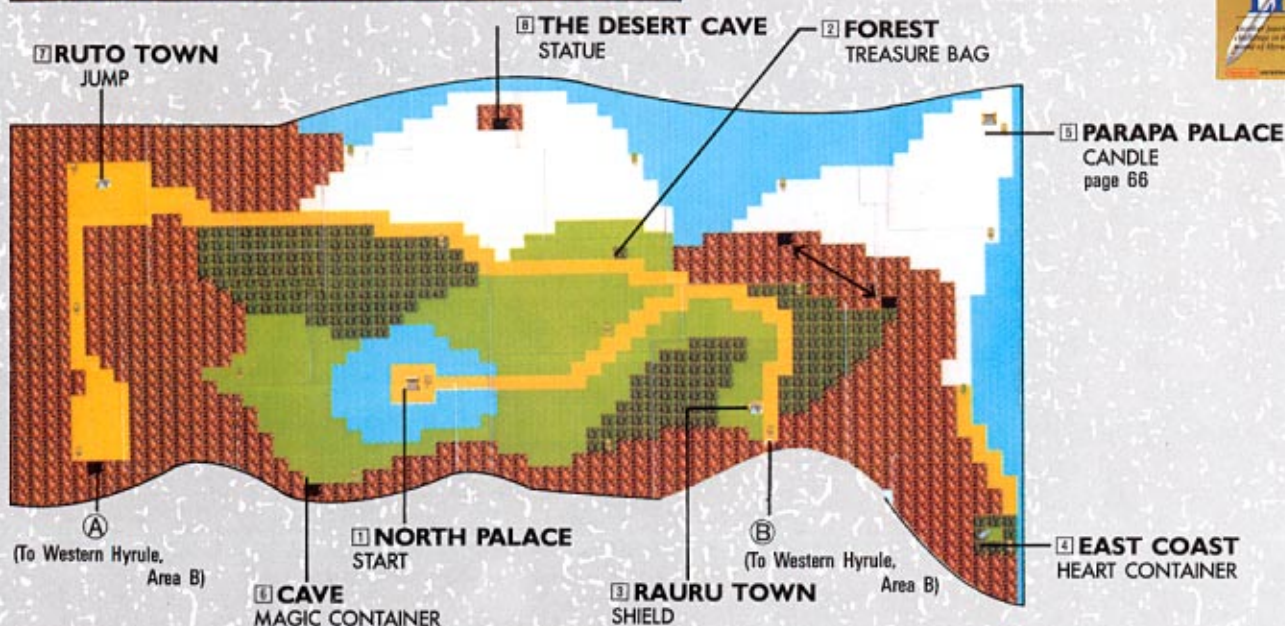 8 THE DESERT CAVE
STATUE
2 FOREST
TREASURE BAG
7 RUTO TOWN
JUMP
5 PARAPA PALACE
CANDLE
page 66
A
(To Western Hyrule,
Area B)
1 NORTH PALACE
START
B
(To Western Hyrule,
Area B)
4 EAST COAST
HEART CONTAINER
6 CAVE
MAGIC CONTAINER
3 RAURU TOWN
SHIELD